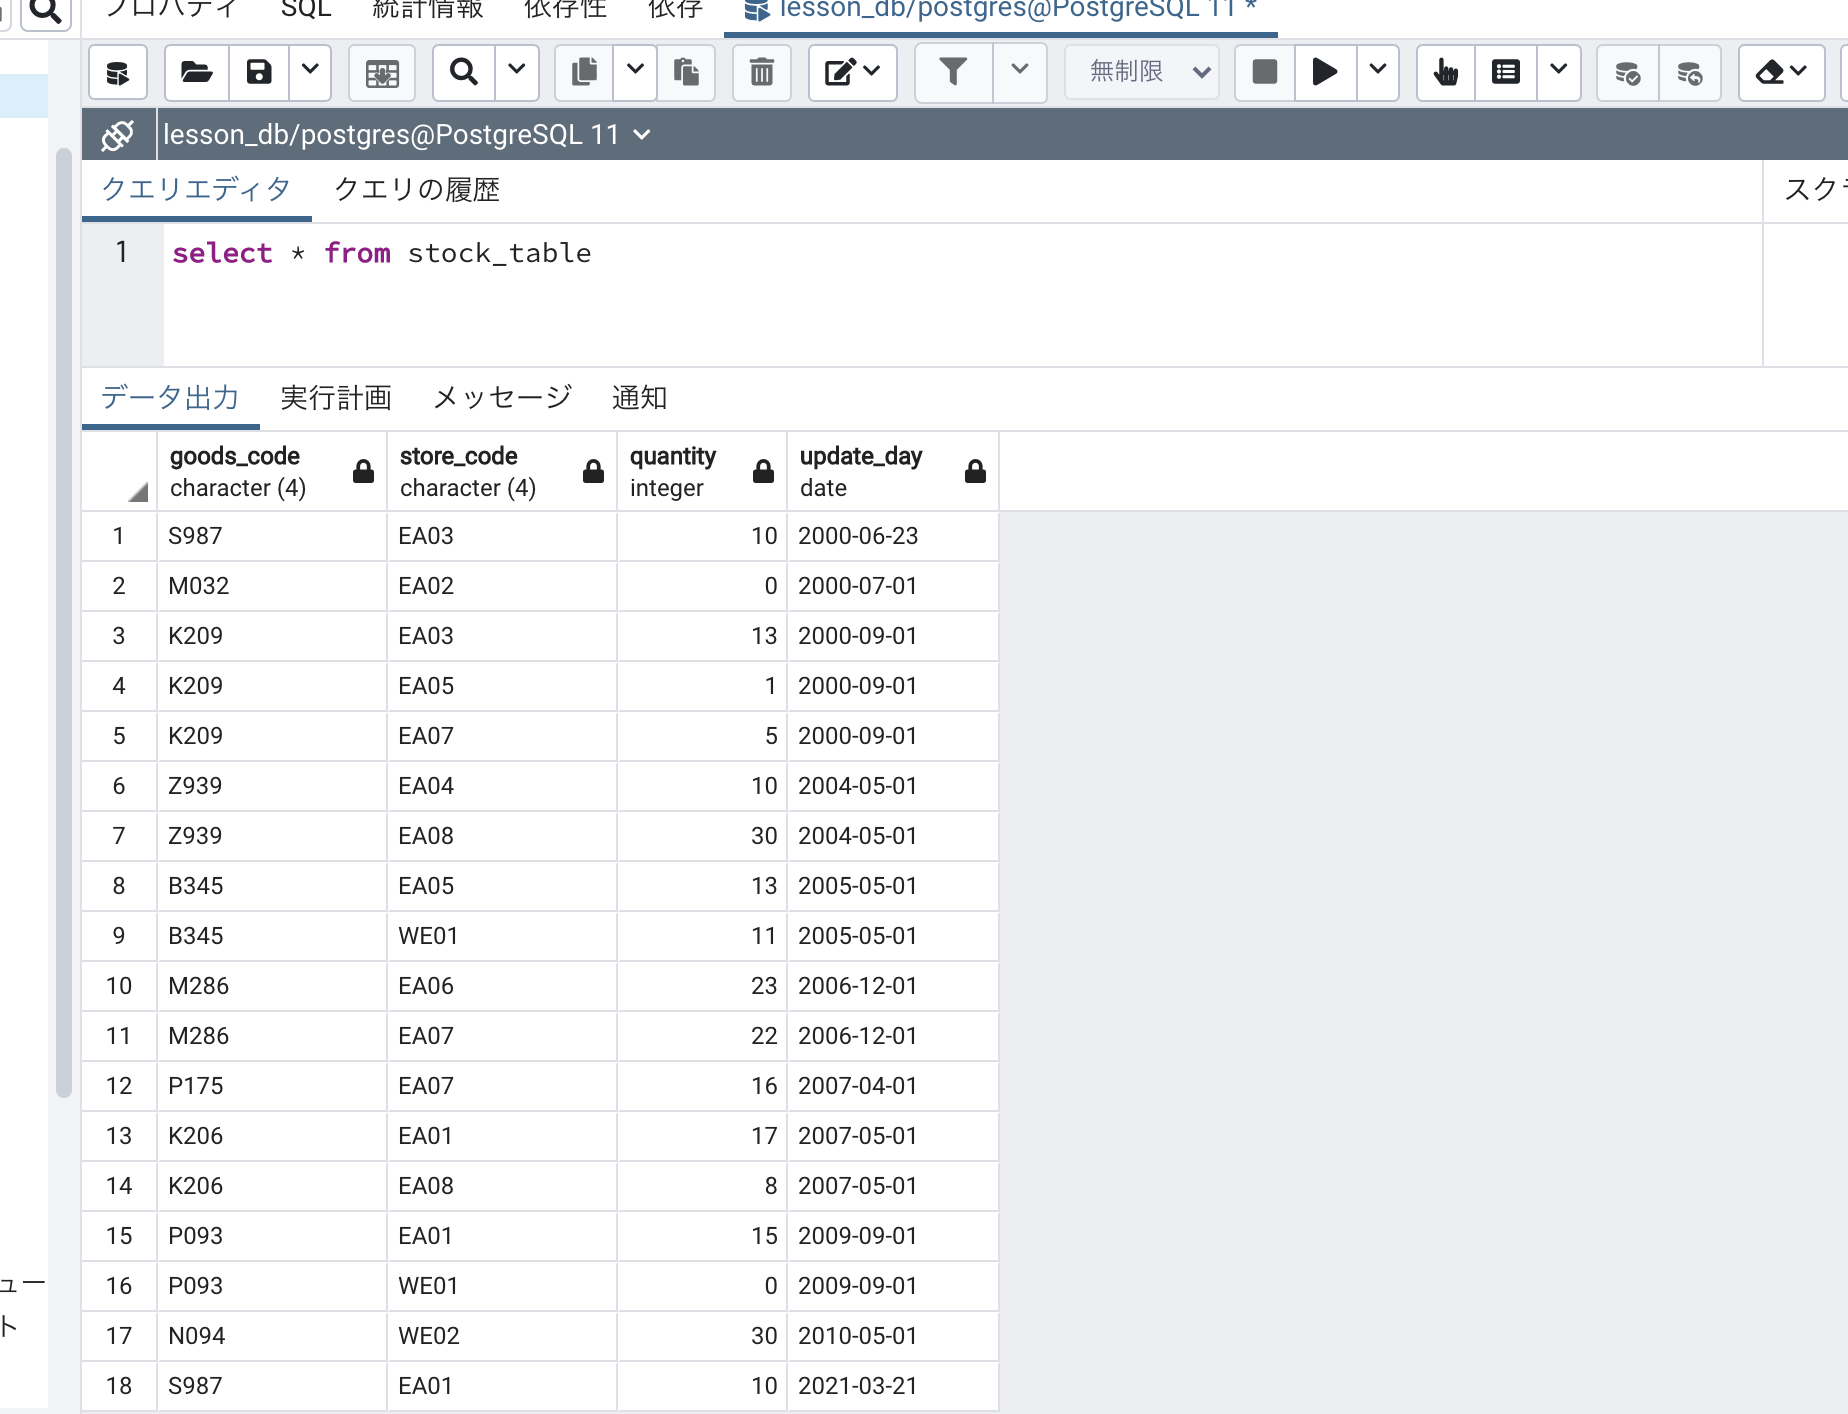 プロパティ SQL 統計情報 依存性 依存 lesson_db/postgres@PostgreSQL 11 *
無制限
lesson_db/postgres@PostgreSQL 11
クエリエディタ クエリの履歴 スクラ
1 select * from stock_table
データ出力 実行計画 メッセージ 通知
goods_code store_code quantity update_day
character (4) character (4) integer date
1 S987 EA03 10 2000-06-23
2 M032 EA02 0 2000-07-01
3 K209 EA03 13 2000-09-01
4 K209 EA05 1 2000-09-01
5 K209 EA07 5 2000-09-01
6 Z939 EA04 10 2004-05-01
7 Z939 EA08 30 2004-05-01
8 B345 EA05 13 2005-05-01
9 B345 WE01 11 2005-05-01
10 M286 EA06 23 2006-12-01
11 M286 EA07 22 2006-12-01
12 P175 EA07 16 2007-04-01
13 K206 EA01 17 2007-05-01
14 K206 EA08 8 2007-05-01
15 P093 EA01 15 2009-09-01
ュー
16 P093 WE01 0 2009-09-01
ト
17 N094 WE02 30 2010-05-01
18 S987 EA01 10 2021-03-21